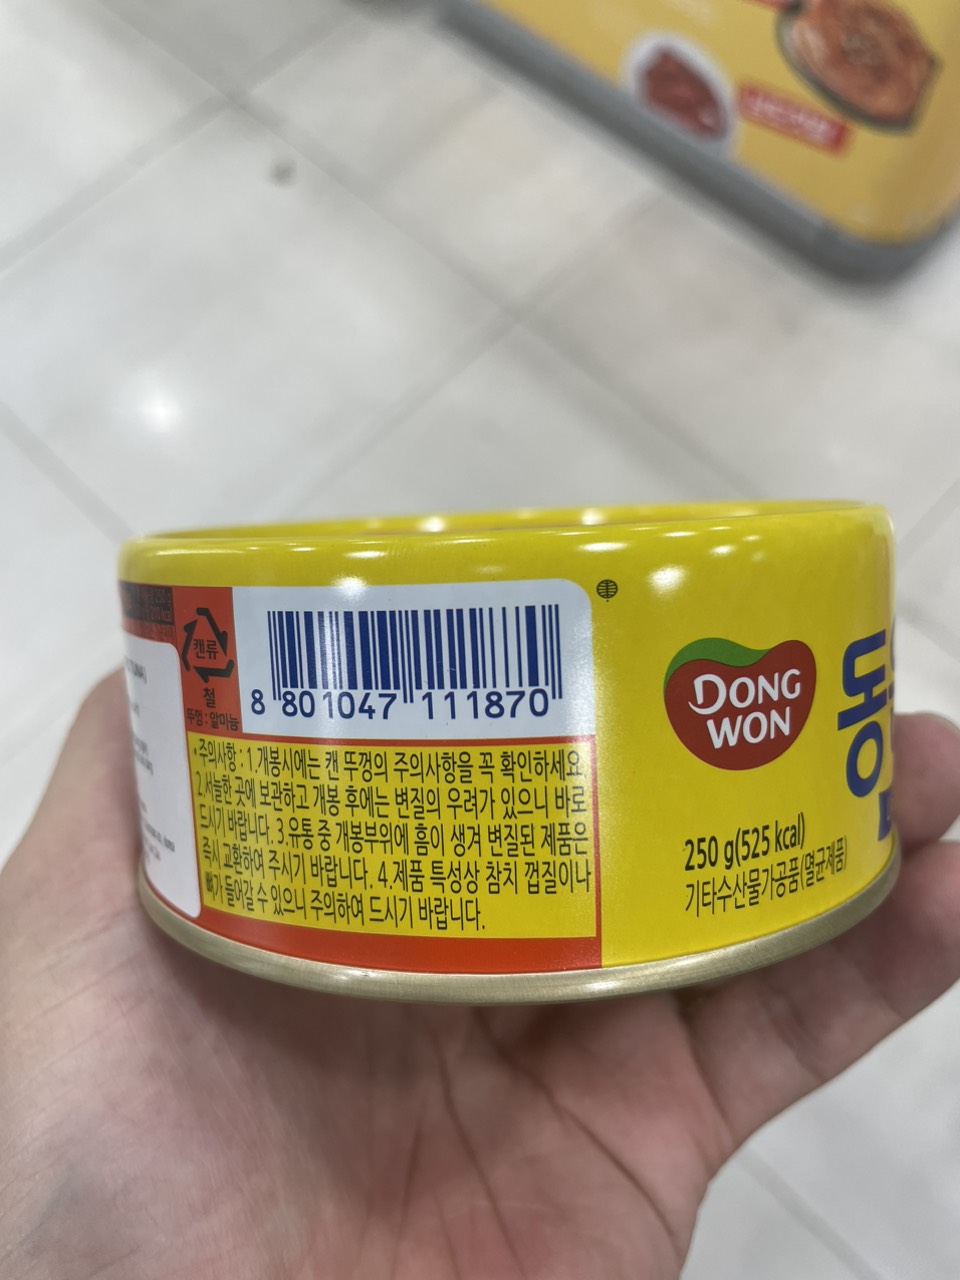 캔류
철
뚜껑 : 알미늄
8 801047 111870
• 주의사항 : 1.개봉시에는 캔 뚜껑의 주의사항을 꼭 확인하세요.
2.서늘한 곳에 보관하고 개봉 후에는 변질의 우려가 있으니 바로
드시기 바랍니다. 3.유통 중 개봉부위에 흠이 생겨 변질된 제품은
즉시 교환하여 주시기 바랍니다. 4.제품 특성상 참치 껍질이나
뼈가 들어갈 수 있으니 주의하여 드시기 바랍니다.
DONG
WON
동
250 g(525 kcal)
기타수산물가공품(멸균제품)